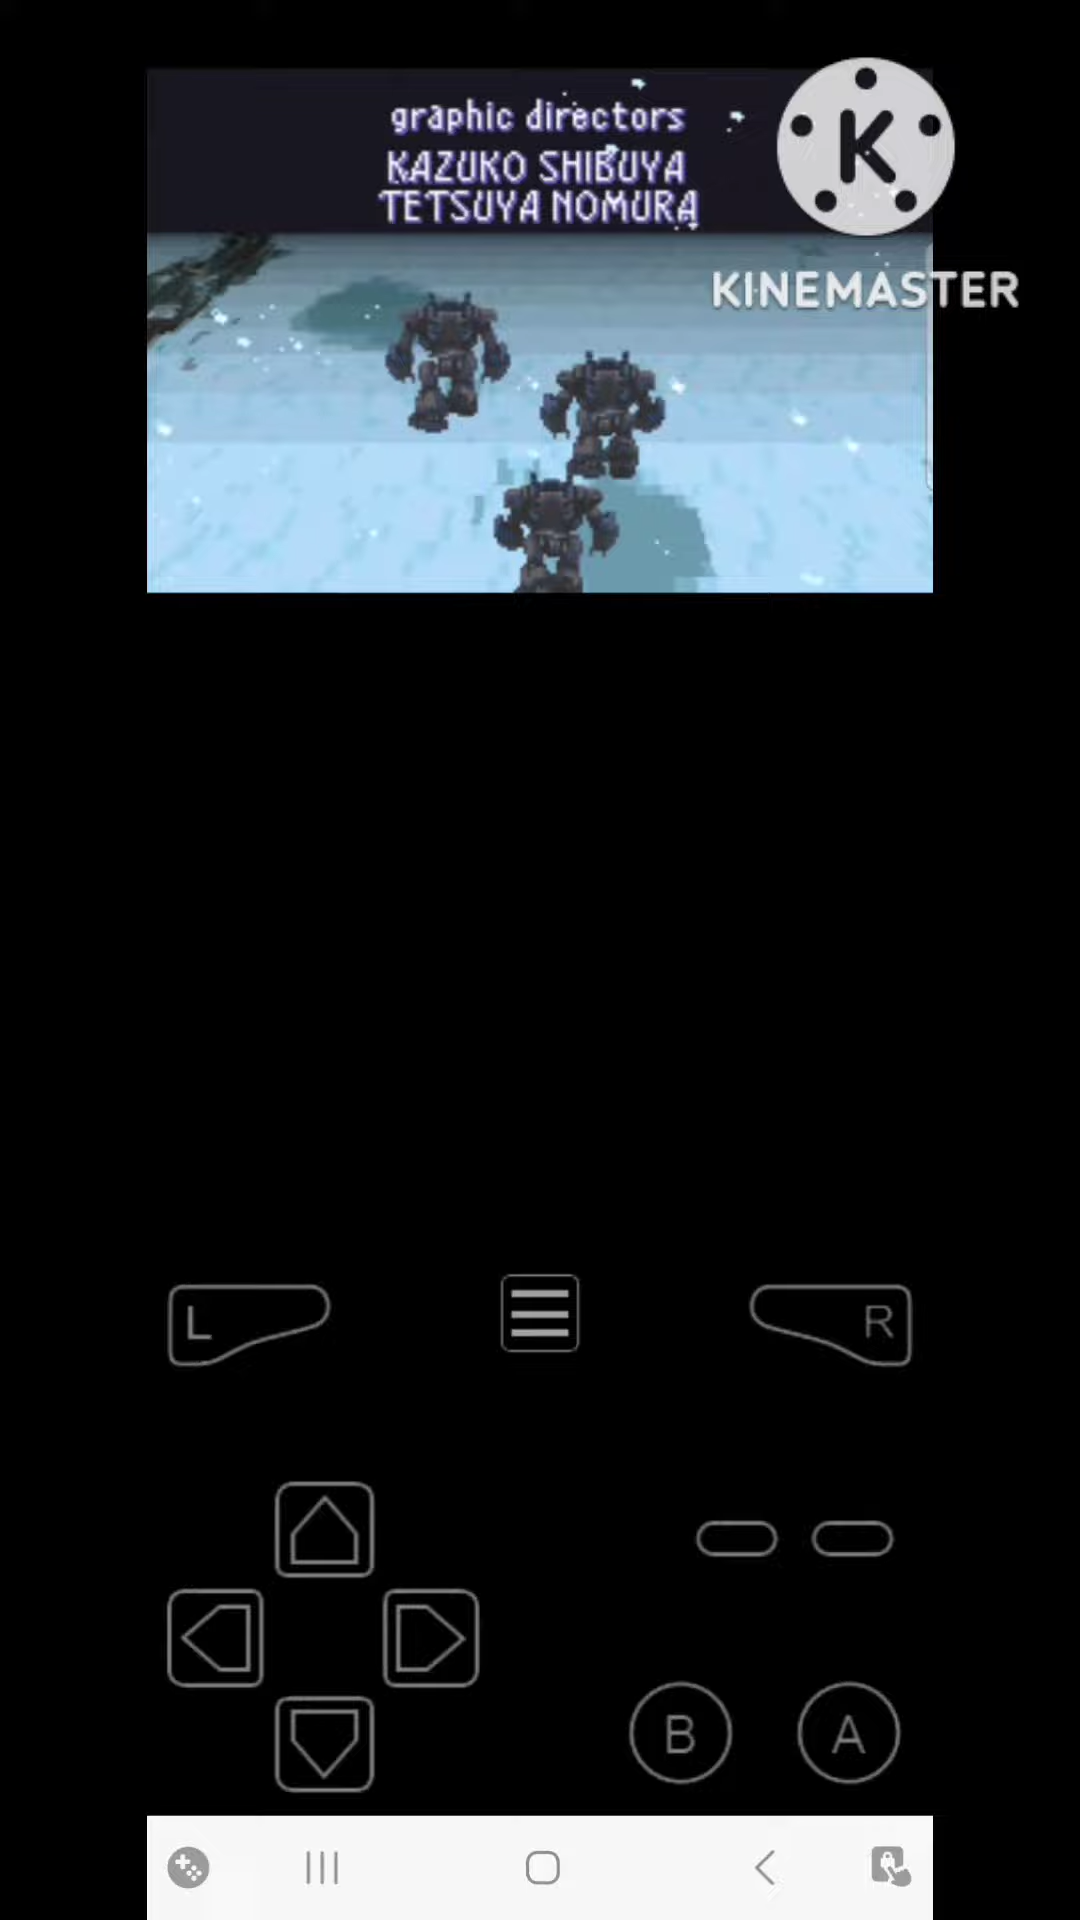 graphic directors
KAZUKO SHIBUYA
TETSUYA NOMURA
K
KINEMASTER
L
R
B
A